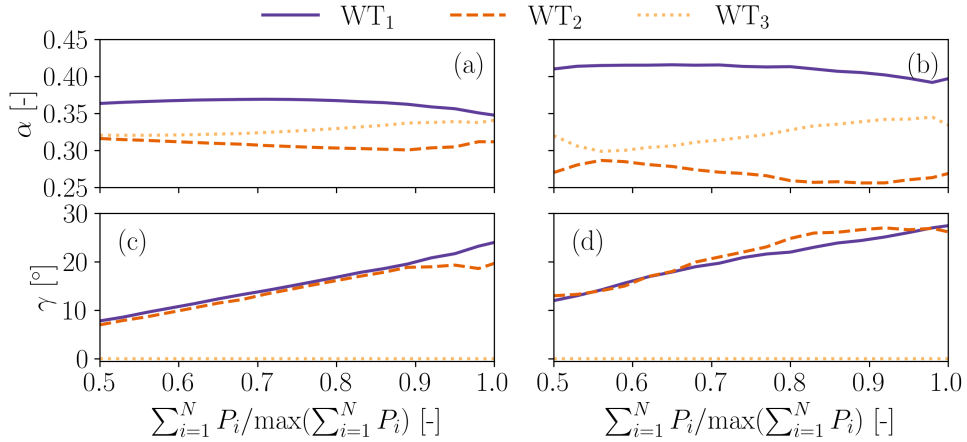 WT₁ WT₂ WT₃
0.45
0.40
0.35
0.30
0.25
α [-]
(a)
(b)
30
20
10
0
γ [°]
(c)
(d)
0.5 0.6 0.7 0.8 0.9 1.0
0.5 0.6 0.7 0.8 0.9 1.0
∑ᵢ₌₁ᴺ Pᵢ/max(∑ᵢ₌₁ᴺ Pᵢ) [-]
∑ᵢ₌₁ᴺ Pᵢ/max(∑ᵢ₌₁ᴺ Pᵢ) [-]